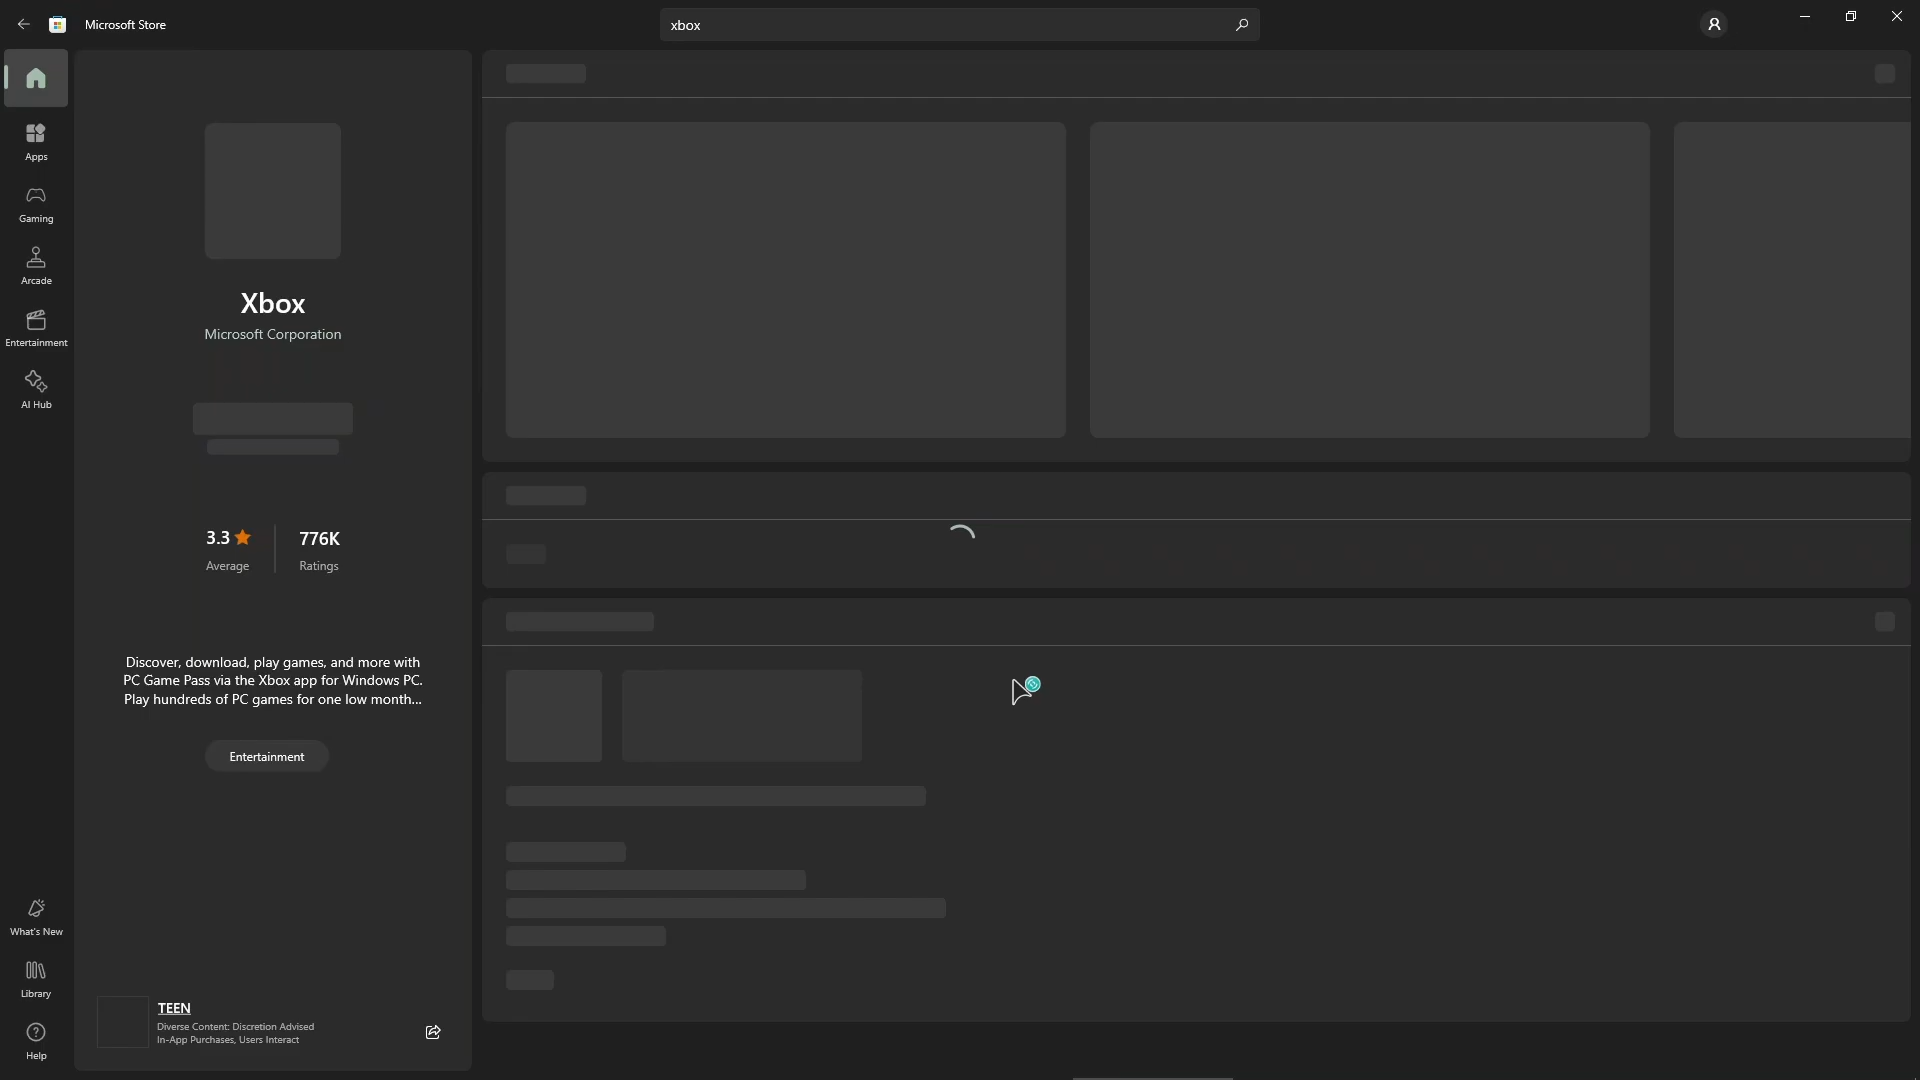 Microsoft Store
xbox
Apps
Gaming
Arcade
Entertainment
AI Hub
What's New
Library
Help
Xbox
Microsoft Corporation
3.3
Average
776K
Ratings
Discover, download, play games, and more with
PC Game Pass via the Xbox app for Windows PC.
Play hundreds of PC games for one low month...
Entertainment
TEEN
Diverse Content: Discretion Advised
In-App Purchases, Users Interact